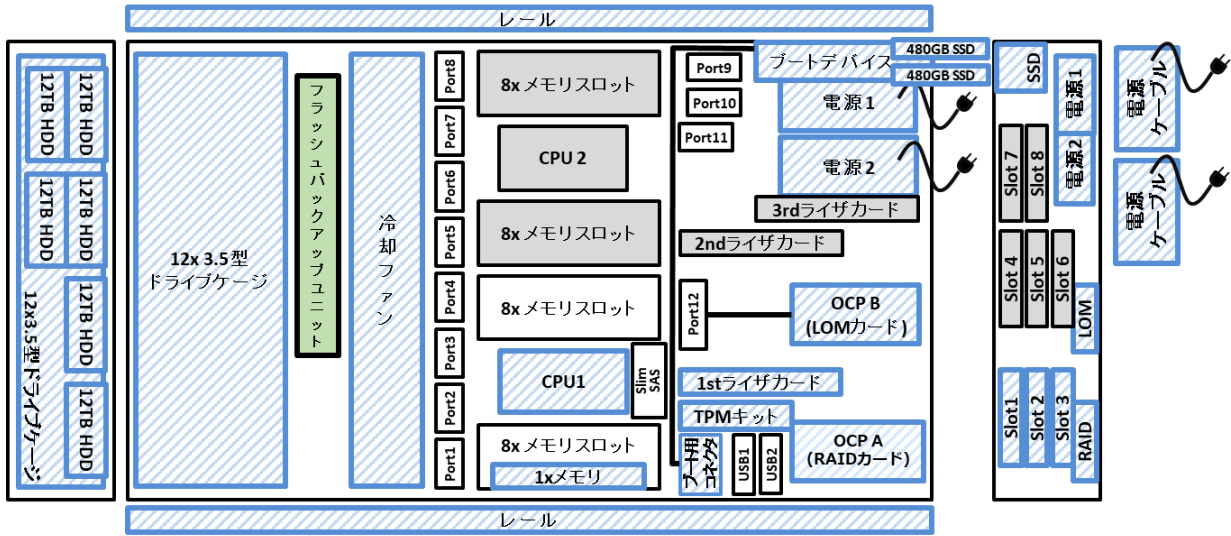 レール
12TB HDD
12TB HDD
12TB HDD
12TB HDD
12TB HDD
12TB HDD
12x3.5型ドライブケージ
12x 3.5型
ドライブケージ
フラッシュバックアップユニット
冷却ファン
Port8
Port7
Port6
Port5
Port4
Port3
Port2
Port1
8x メモリスロット
CPU 2
8x メモリスロット
8x メモリスロット
CPU1
Slim
SAS
8x メモリスロット
1xメモリ
Port9
Port10
Port11
ブートデバイス
480GB SSD
480GB SSD
電源1
電源2
3rdライザカード
2ndライザカード
Port12
OCP B
(LOMカード)
1stライザカード
TPMキット
ブート用
コネクタ
USB1
USB2
OCP A
(RAIDカード)
SSD
電源1
電源2
Slot 7
Slot 8
Slot 4
Slot 5
Slot 6
LOM
Slot1
Slot 2
Slot 3
RAID
電源
ケーブル
電源
ケーブル
レール